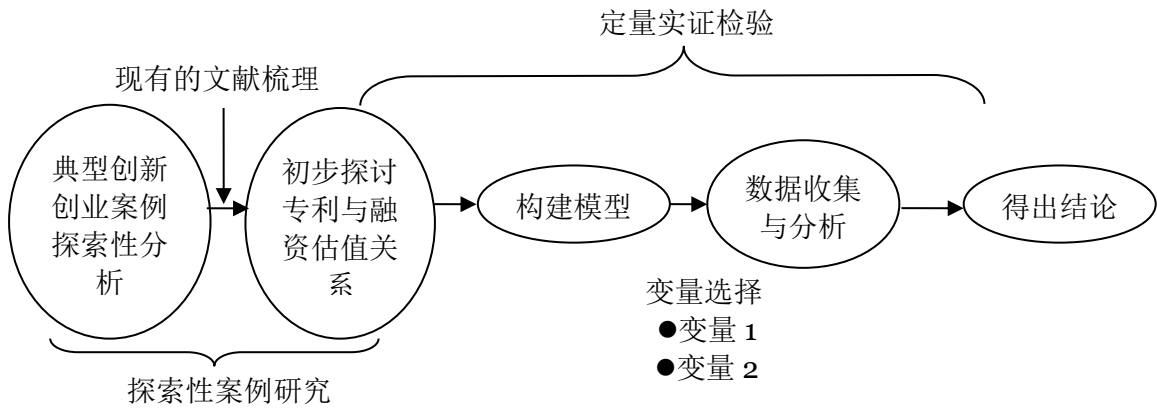 定量实证检验
现有的文献梳理
典型创新
创业案例
探索性分
析
初步探讨
专利与融
资估值关
系
构建模型
数据收集
与分析
得出结论
变量选择
●变量 1
●变量 2
探索性案例研究